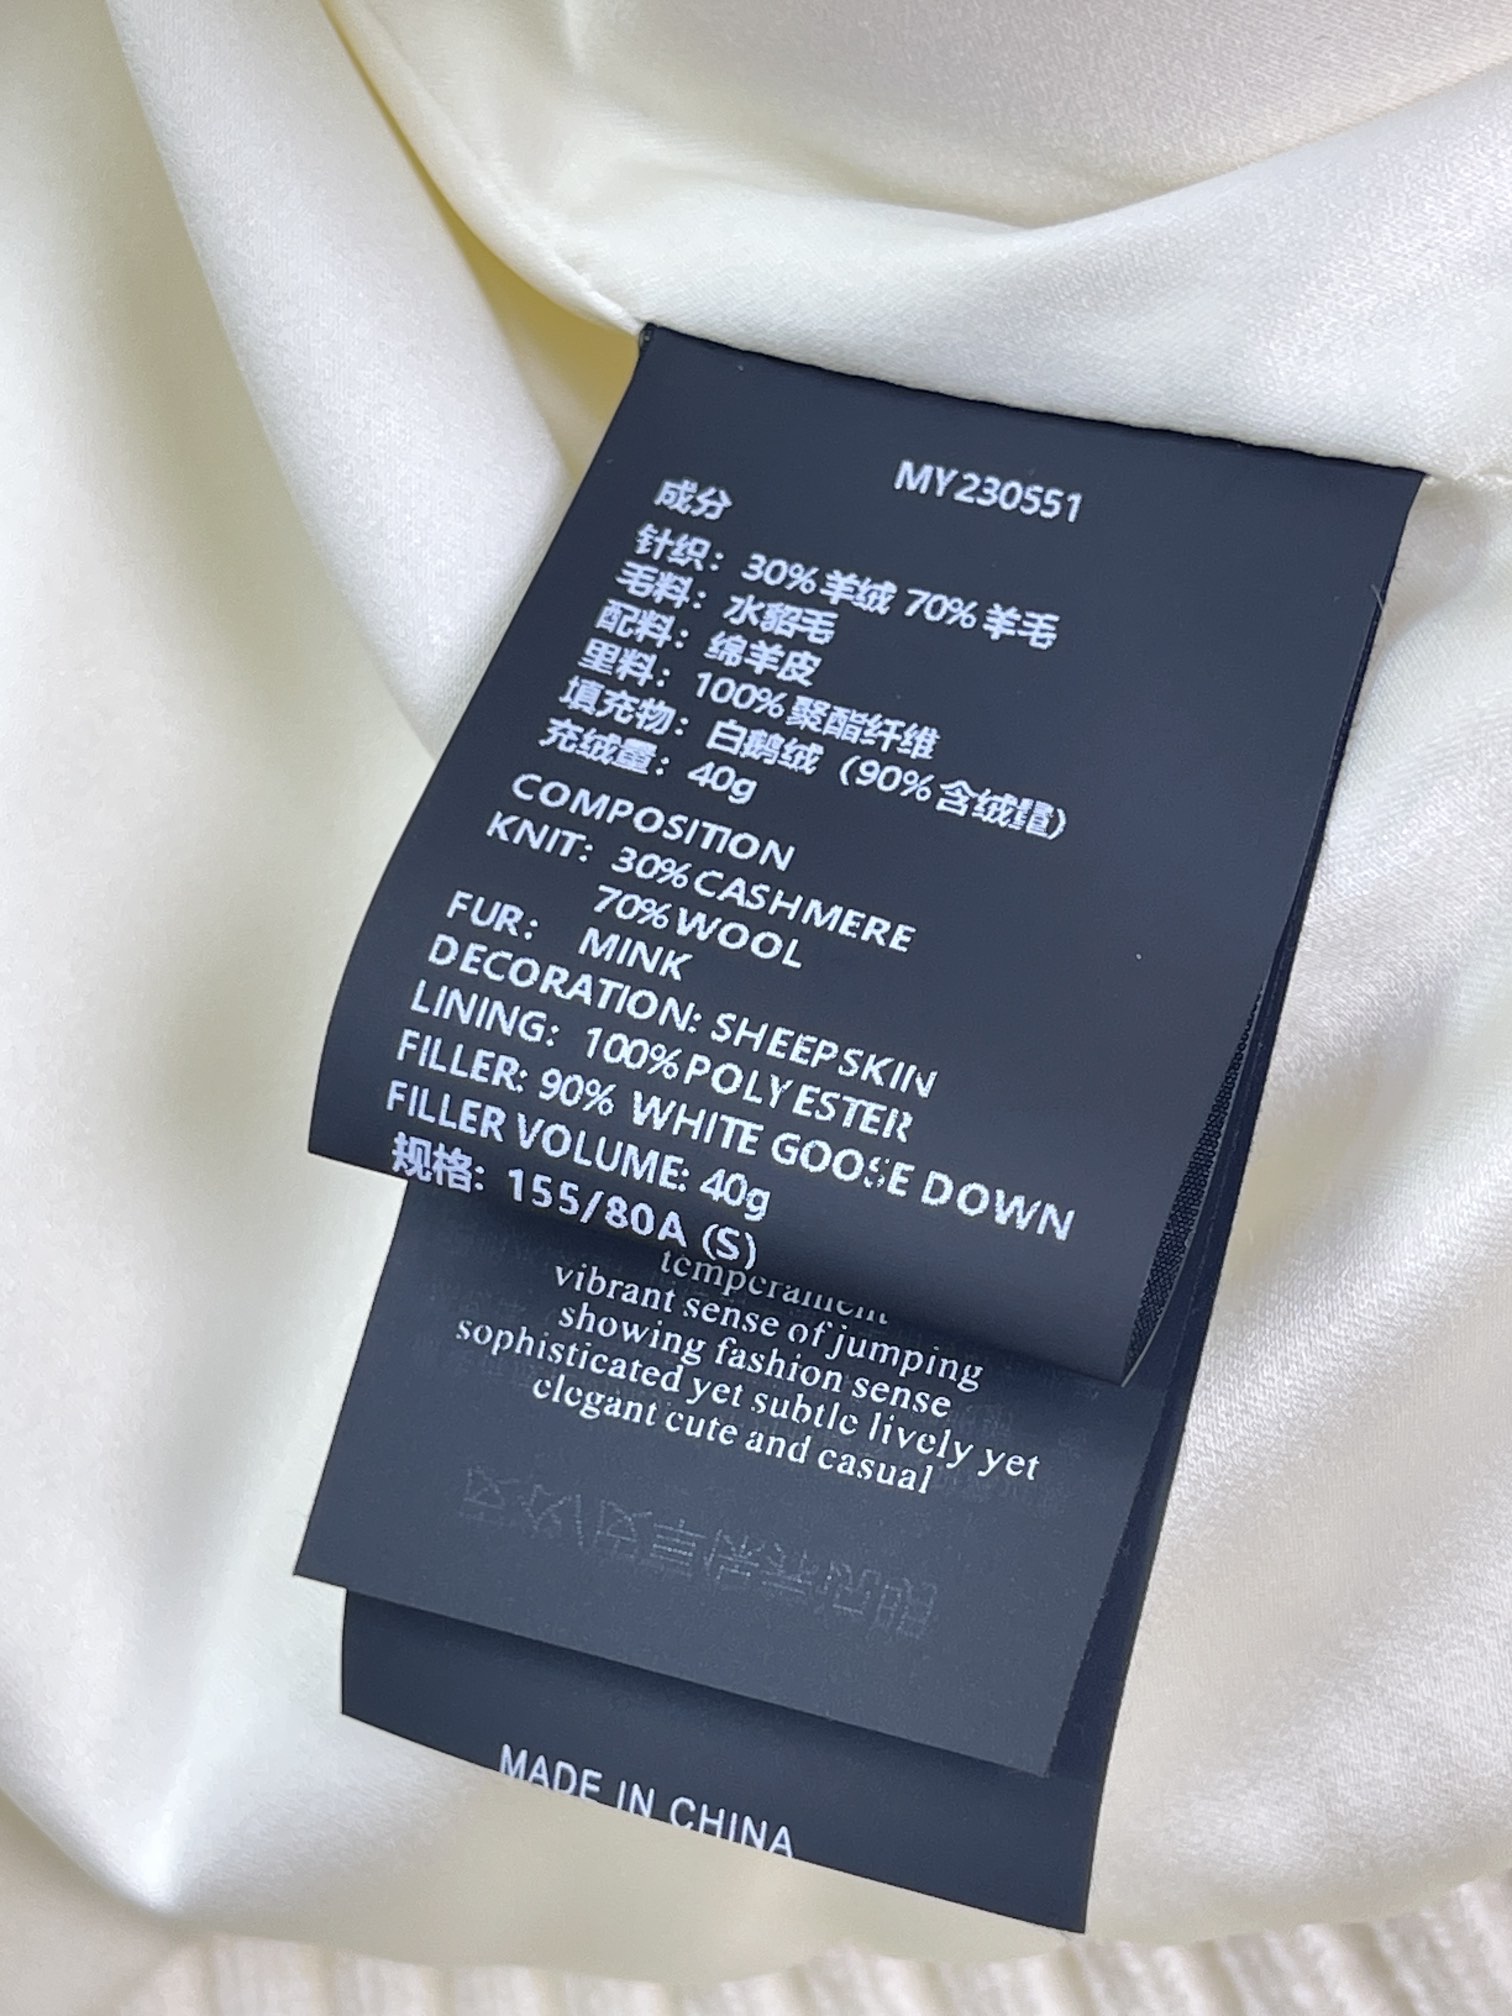 MY230551
成分
针织：30%羊绒 70%羊毛
毛料：水貂毛
配料：绵羊皮
里料：100%聚酯纤维
填充物：白鹅绒（90%含绒量）
充绒量：40g
COMPOSITION
KNIT: 30%CASHMERE
70%WOOL
FUR: MINK
DECORATION: SHEEPSKIN
LINING: 100%POLYESTER
FILLER: 90% WHITE GOOSE DOWN
FILLER VOLUME: 40g
规格：155/80A (S)
temperament
vibrant sense of jumping
showing fashion sense
sophisticated yet subtle lively yet
elegant cute and casual
MADE IN CHINA